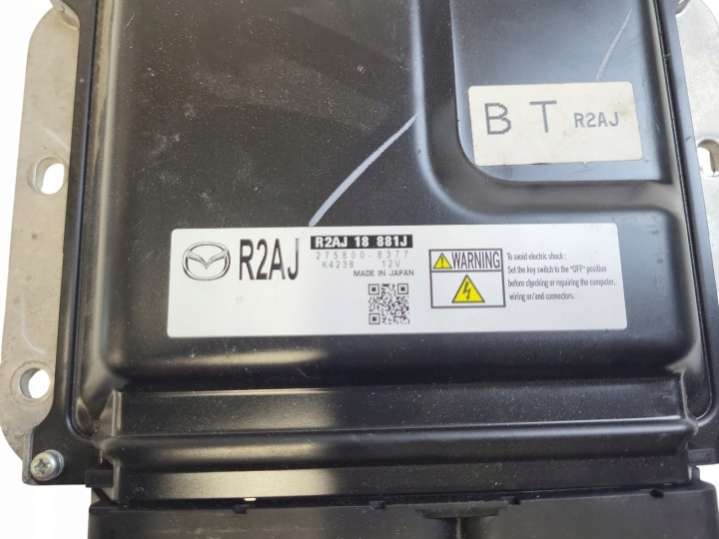 B T R2AJ
R2AJ
R2AJ 18 881J
275800-8377
K4238 12V
MADE IN JAPAN
WARNING
To avoid electric shock :
Set the key switch to the "OFF" position
before checking or repairing the computer,
wiring or/and connectors.